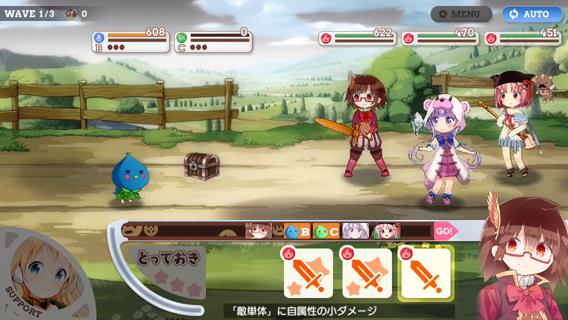 WAVE 1/3 0
MENU
AUTO
B 608
C 0
622
470
451
B C GO!
とっておき
SUPPORT
「敵単体」に自属性の小ダメージ